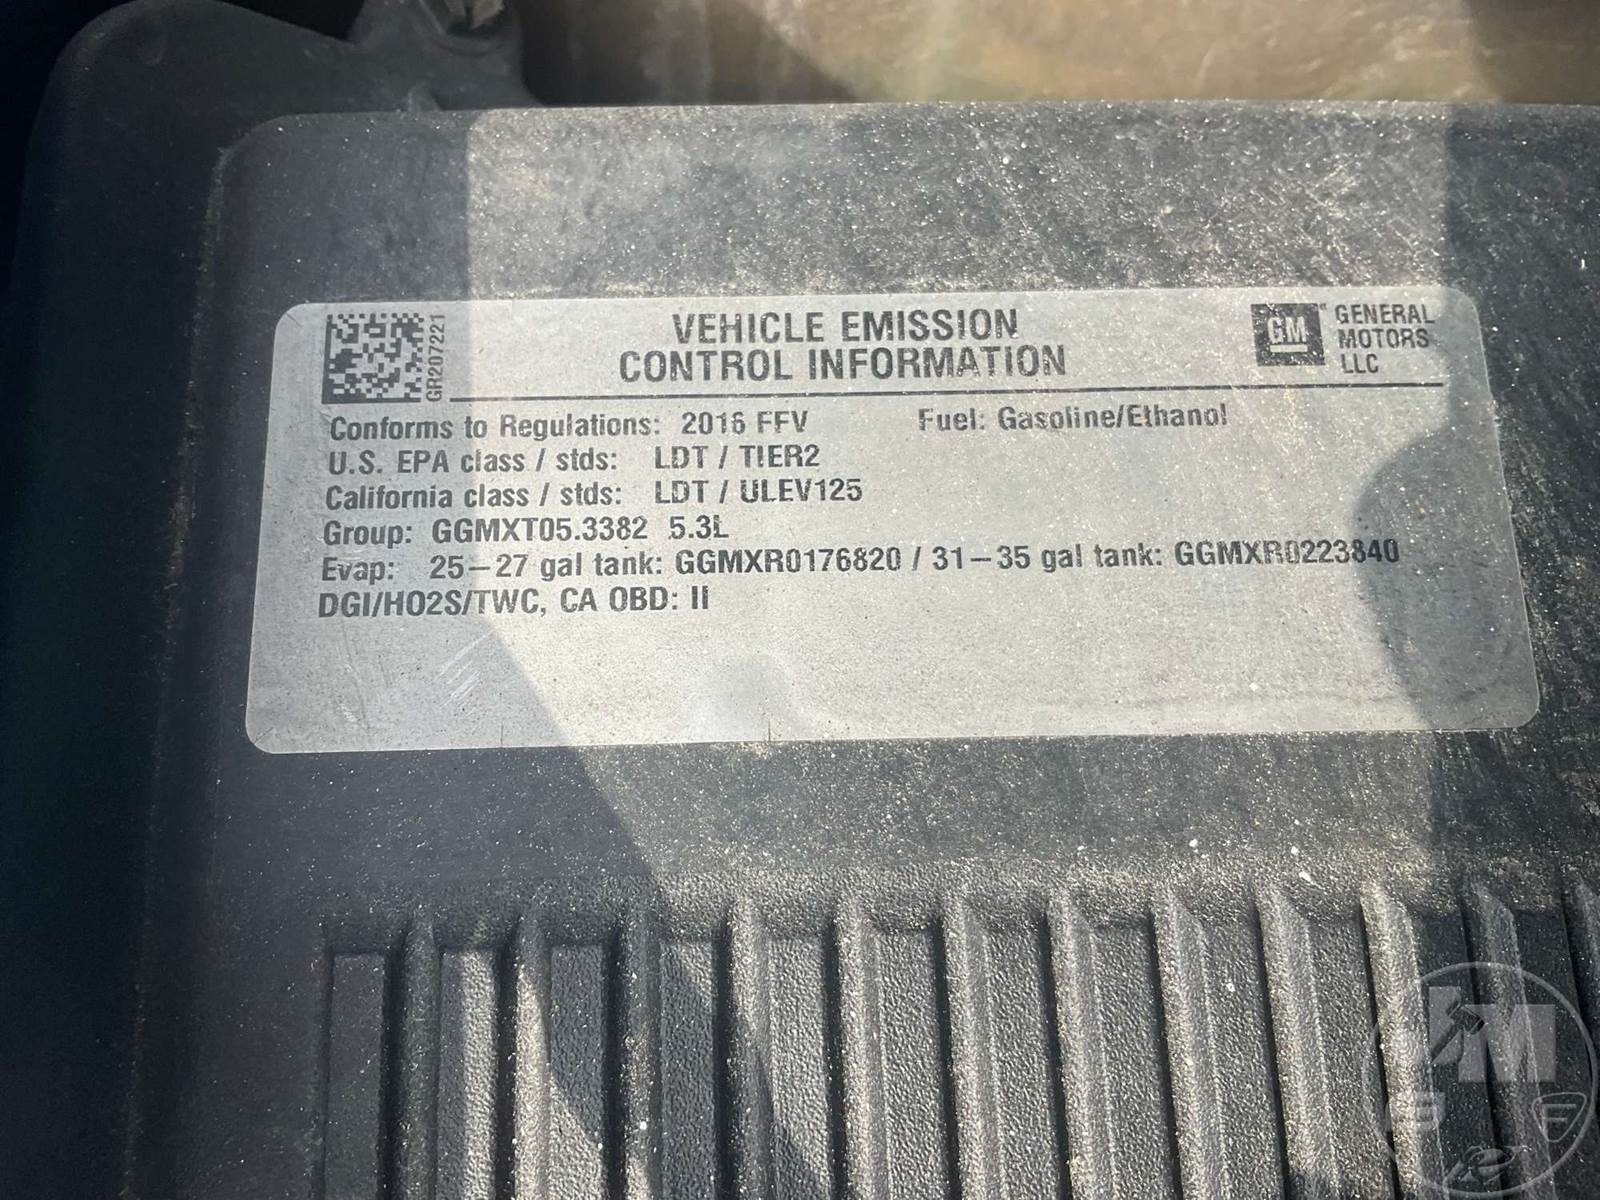 GR207221
VEHICLE EMISSION
CONTROL INFORMATION
GM
GENERAL
MOTORS
LLC
Conforms to Regulations: 2016 FFV Fuel: Gasoline/Ethanol
U.S. EPA class / stds: LDT / TIER2
California class / stds: LDT / ULEV125
Group: GGMXT05.3382 5.3L
Evap: 25-27 gal tank: GGMXR0176820 / 31-35 gal tank: GGMXR0223840
DGI/HO2S/TWC, CA OBD: II